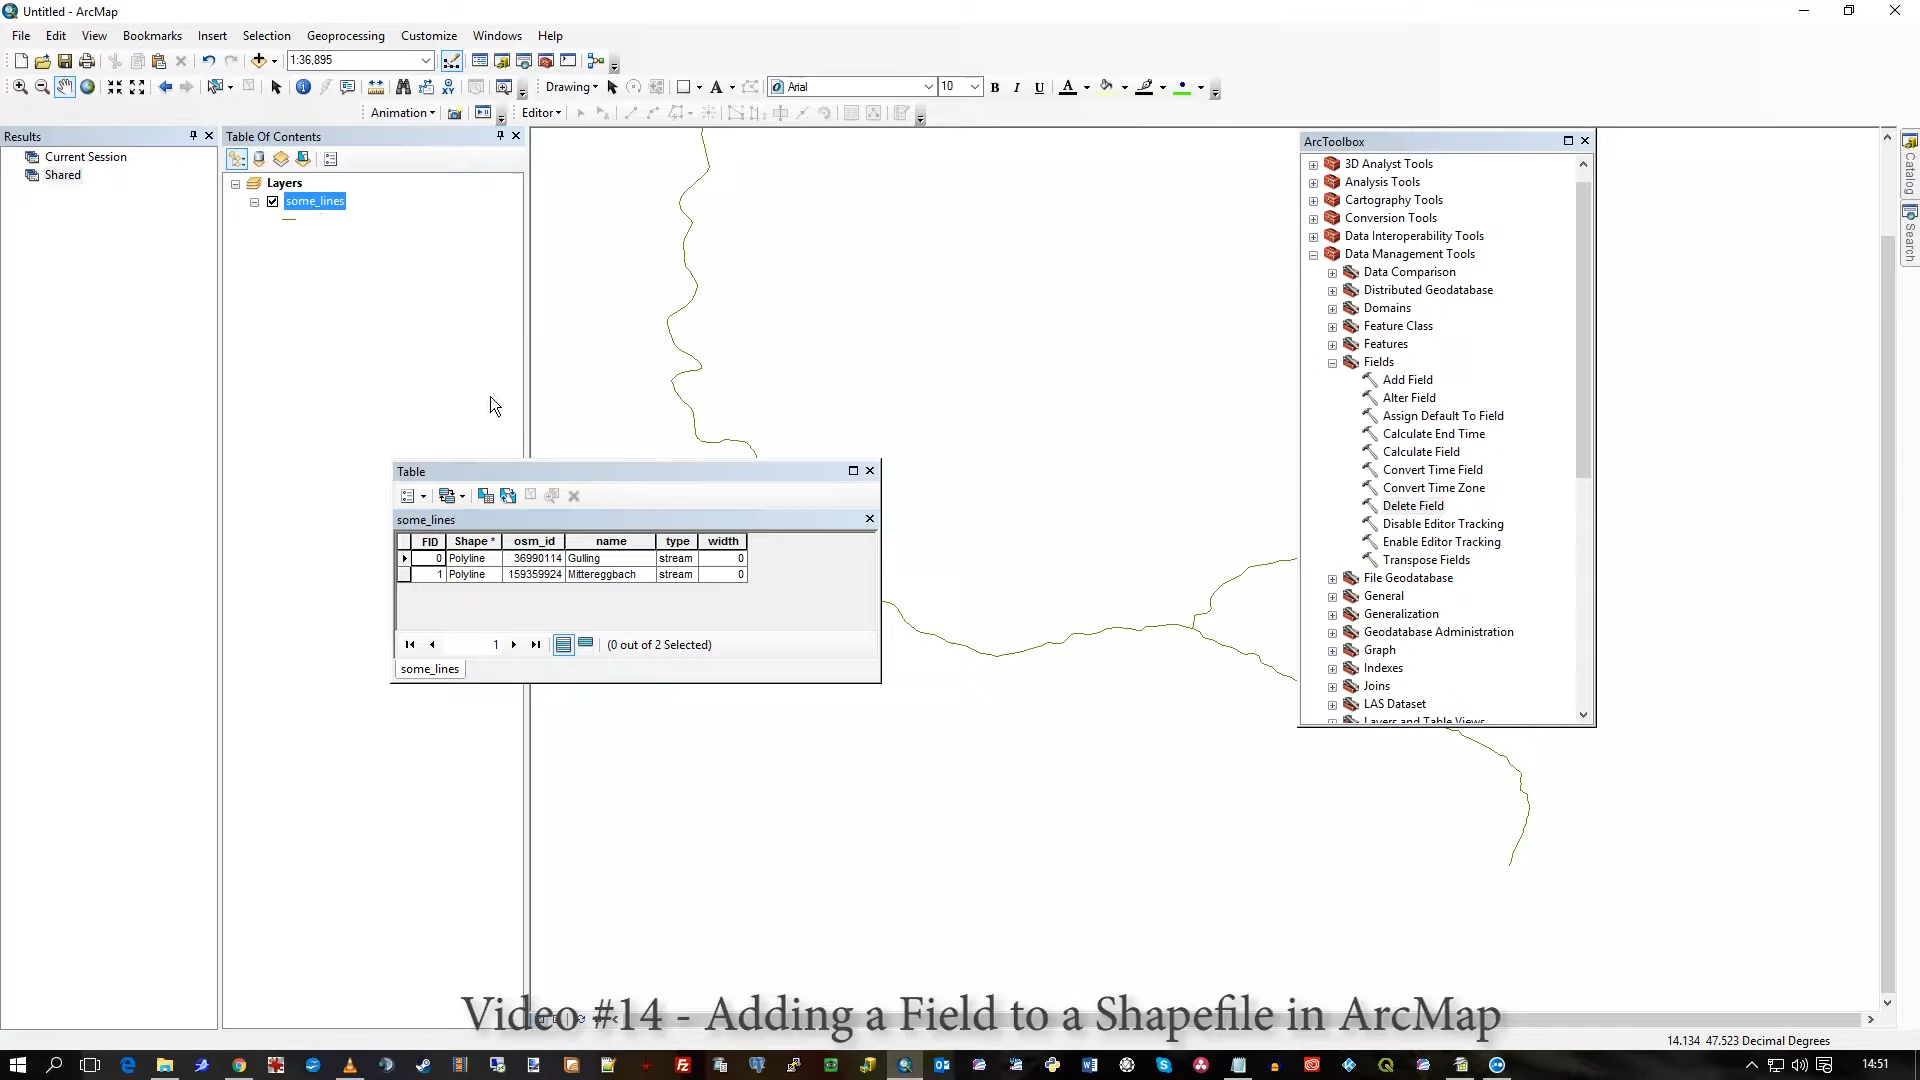 Untitled - ArcMap
File Edit View Bookmarks Insert Selection Geoprocessing Customize Windows Help
1:36,895
Drawing Arial 10 B I U A
Animation Editor
Results
Current Session
Shared
Table Of Contents
Layers
some_lines
Table
some_lines
FID Shape * osm_id name type width
0 Polyline 36990114 Gulling stream 0
1 Polyline 159359924 Mittereggbach stream 0
1 (0 out of 2 Selected)
some_lines
ArcToolbox
3D Analyst Tools
Analysis Tools
Cartography Tools
Conversion Tools
Data Interoperability Tools
Data Management Tools
Data Comparison
Distributed Geodatabase
Domains
Feature Class
Features
Fields
Add Field
Alter Field
Assign Default To Field
Calculate End Time
Calculate Field
Convert Time Field
Convert Time Zone
Delete Field
Disable Editor Tracking
Enable Editor Tracking
Transpose Fields
File Geodatabase
General
Generalization
Geodatabase Administration
Graph
Indexes
Joins
LAS Dataset
Layers and Table Views
Catalog
Search
Video #14 - Adding a Field to a Shapefile in ArcMap
14.134 47.523 Decimal Degrees
14:51